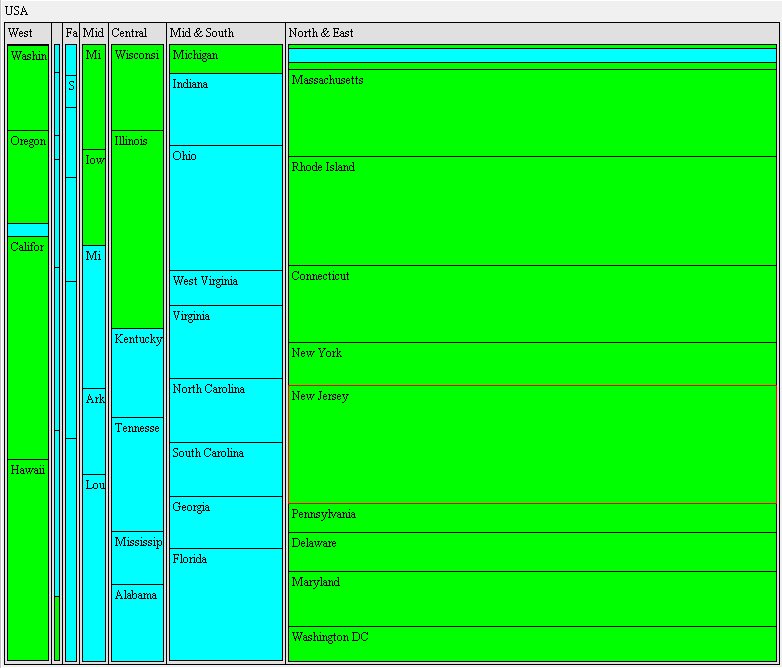 USA
West
Fa
Mid
Central
Mid & South
North & East
Washin
Oregon
Califor
Hawaii
S
Mi
Iow
Mi
Ark
Lou
Wisconsi
Illinois
Kentucky
Tennesse
Mississip
Alabama
Michigan
Indiana
Ohio
West Virginia
Virginia
North Carolina
South Carolina
Georgia
Florida
Massachusetts
Rhode Island
Connecticut
New York
New Jersey
Pennsylvania
Delaware
Maryland
Washington DC